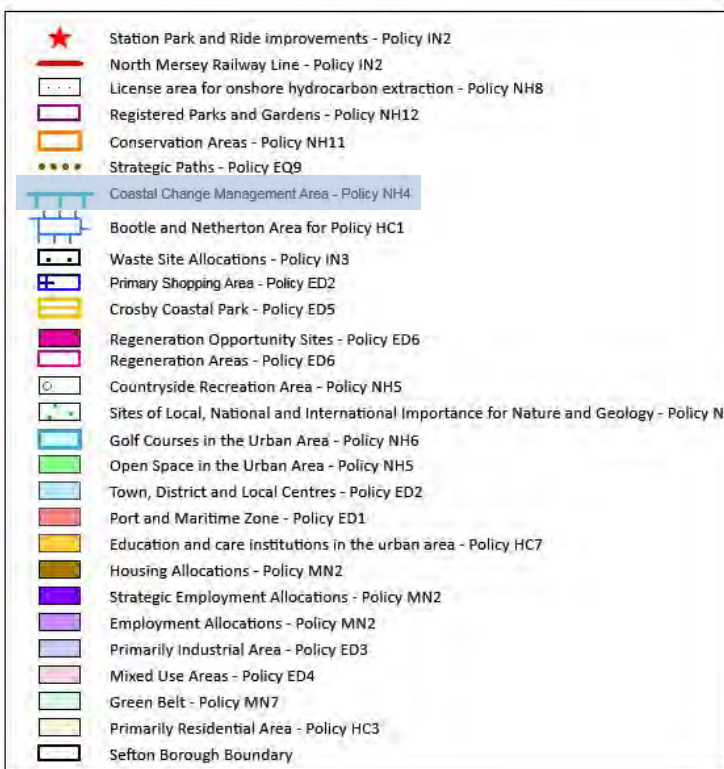 Station Park and Ride improvements - Policy IN2
North Mersey Railway Line - Policy IN2
License area for onshore hydrocarbon extraction - Policy NH8
Registered Parks and Gardens - Policy NH12
Conservation Areas - Policy NH11
Strategic Paths - Policy EQ9
Coastal Change Management Area - Policy NH4
Bootle and Netherton Area for Policy HC1
Waste Site Allocations - Policy IN3
Primary Shopping Area - Policy ED2
Crosby Coastal Park - Policy ED5
Regeneration Opportunity Sites - Policy ED6
Regeneration Areas - Policy ED6
Countryside Recreation Area - Policy NH5
Sites of Local, National and International Importance for Nature and Geology - Policy N
Golf Courses in the Urban Area - Policy NH6
Open Space in the Urban Area - Policy NH5
Town, District and Local Centres - Policy ED2
Port and Maritime Zone - Policy ED1
Education and care institutions in the urban area - Policy HC7
Housing Allocations - Policy MN2
Strategic Employment Allocations - Policy MN2
Employment Allocations - Policy MN2
Primarily Industrial Area - Policy ED3
Mixed Use Areas - Policy ED4
Green Belt - Policy MN7
Primarily Residential Area - Policy HC3
Sefton Borough Boundary